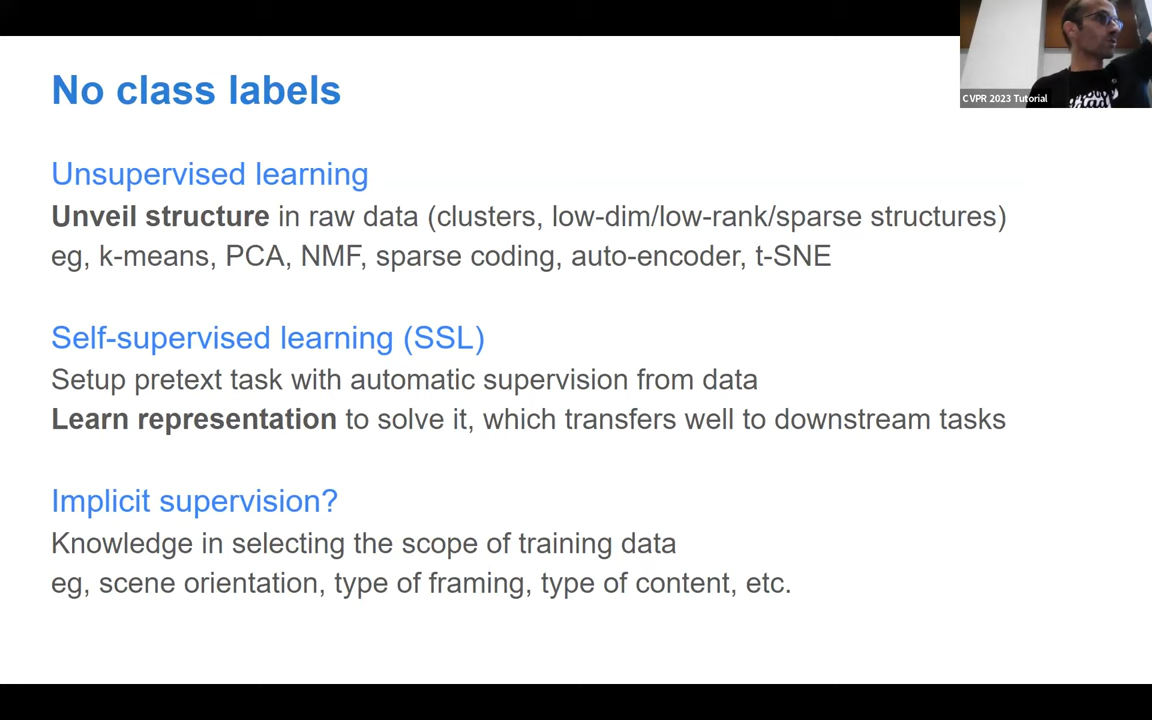 No class labels
CVPR 2023 Tutorial
Unsupervised learning
Unveil structure in raw data (clusters, low-dim/low-rank/sparse structures)
eg, k-means, PCA, NMF, sparse coding, auto-encoder, t-SNE
Self-supervised learning (SSL)
Setup pretext task with automatic supervision from data
Learn representation to solve it, which transfers well to downstream tasks
Implicit supervision?
Knowledge in selecting the scope of training data
eg, scene orientation, type of framing, type of content, etc.